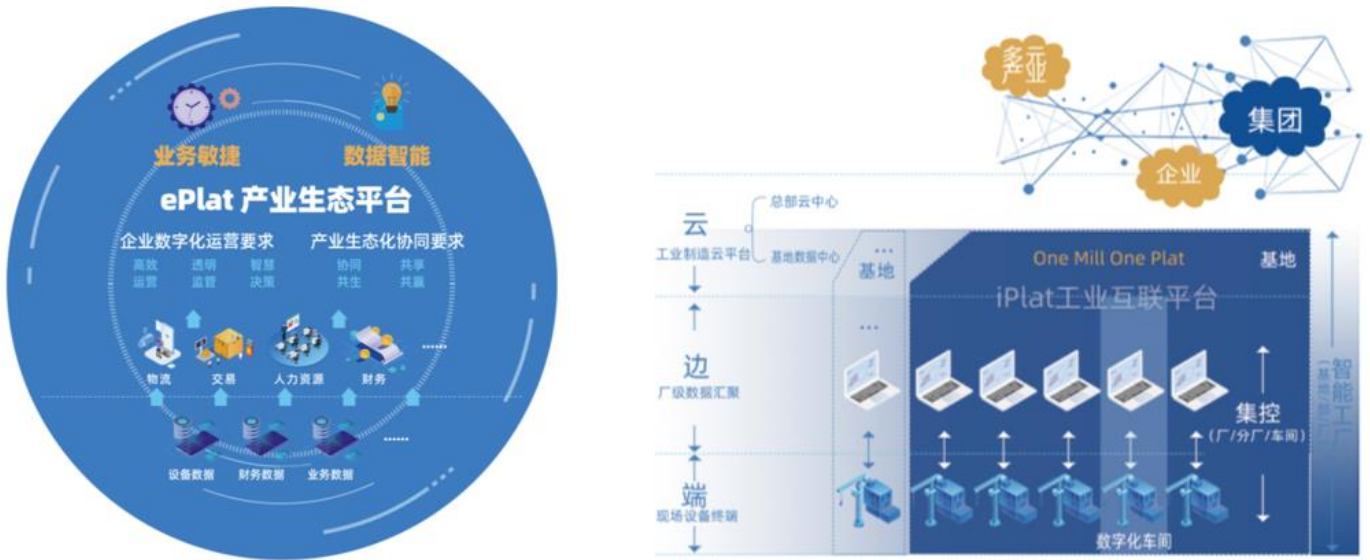 业务敏捷
数据智能
ePlat 产业生态平台
企业数字化运营要求
产业生态化协同要求
高效
运营
透明
监管
智慧
决策
协同
共生
共享
共赢
物流
交易
人力资源
财务
······
设备数据
财务数据
业务数据
······
多元
产业
集团
企业
云
工业制造云平台
总部云中心
基地数据中心
边
厂级数据汇聚
端
现场设备终端
...
基地
...
One Mill One Plat
基地
iPlat工业互联平台
集控
(厂/分厂/车间)
数字化车间
智能工厂